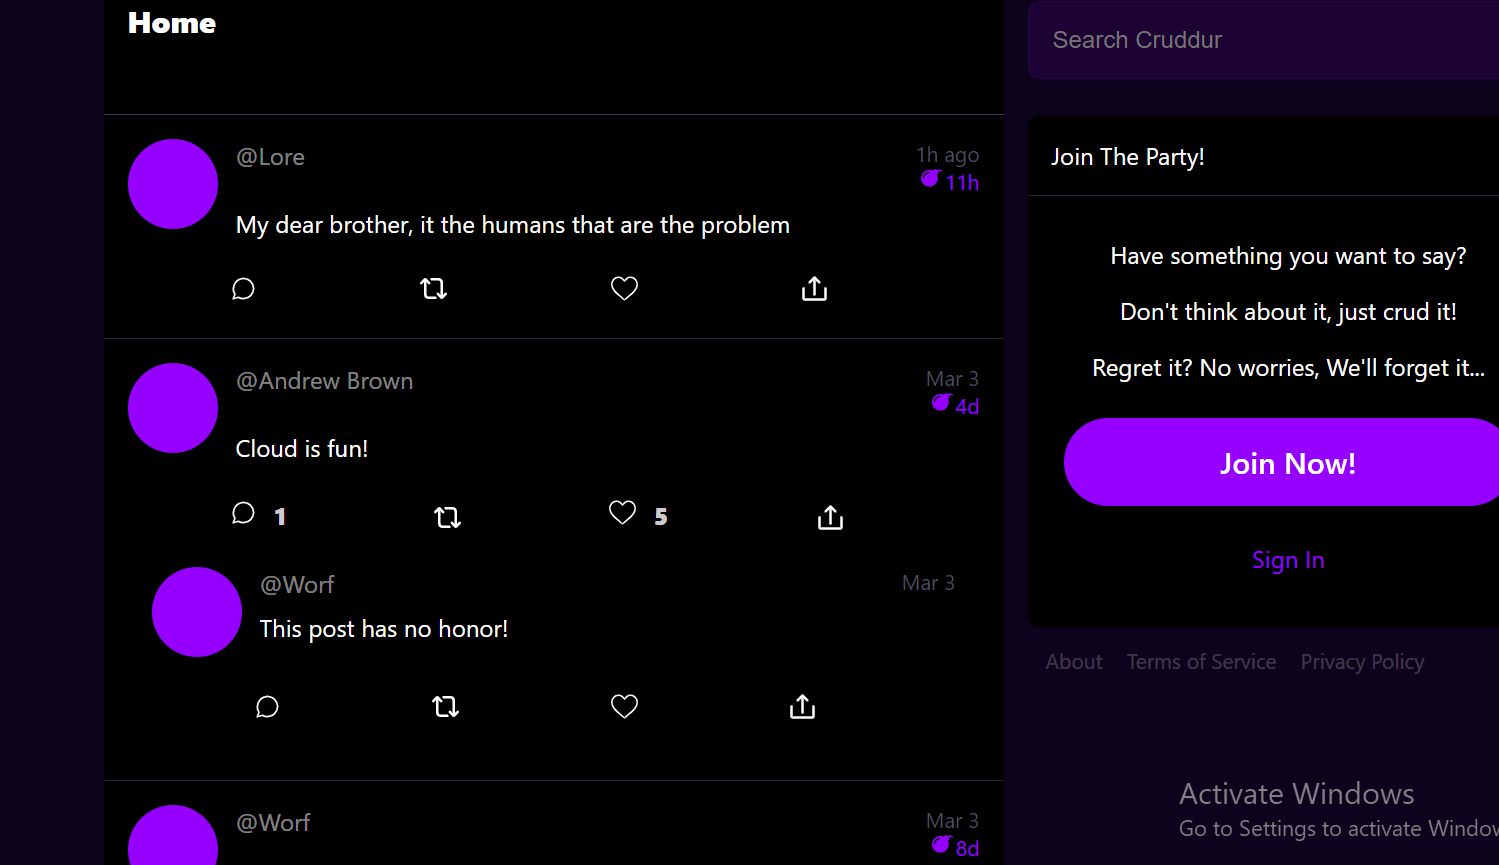 Home
Search Cruddur
@Lore
1h ago
11h
My dear brother, it the humans that are the problem
@Andrew Brown
Mar 3
4d
Cloud is fun!
1
5
@Worf
Mar 3
This post has no honor!
@Worf
Mar 3
8d
Join The Party!
Have something you want to say?
Don't think about it, just crud it!
Regret it? No worries, We'll forget it...
Join Now!
Sign In
About Terms of Service Privacy Policy
Activate Windows
Go to Settings to activate Window